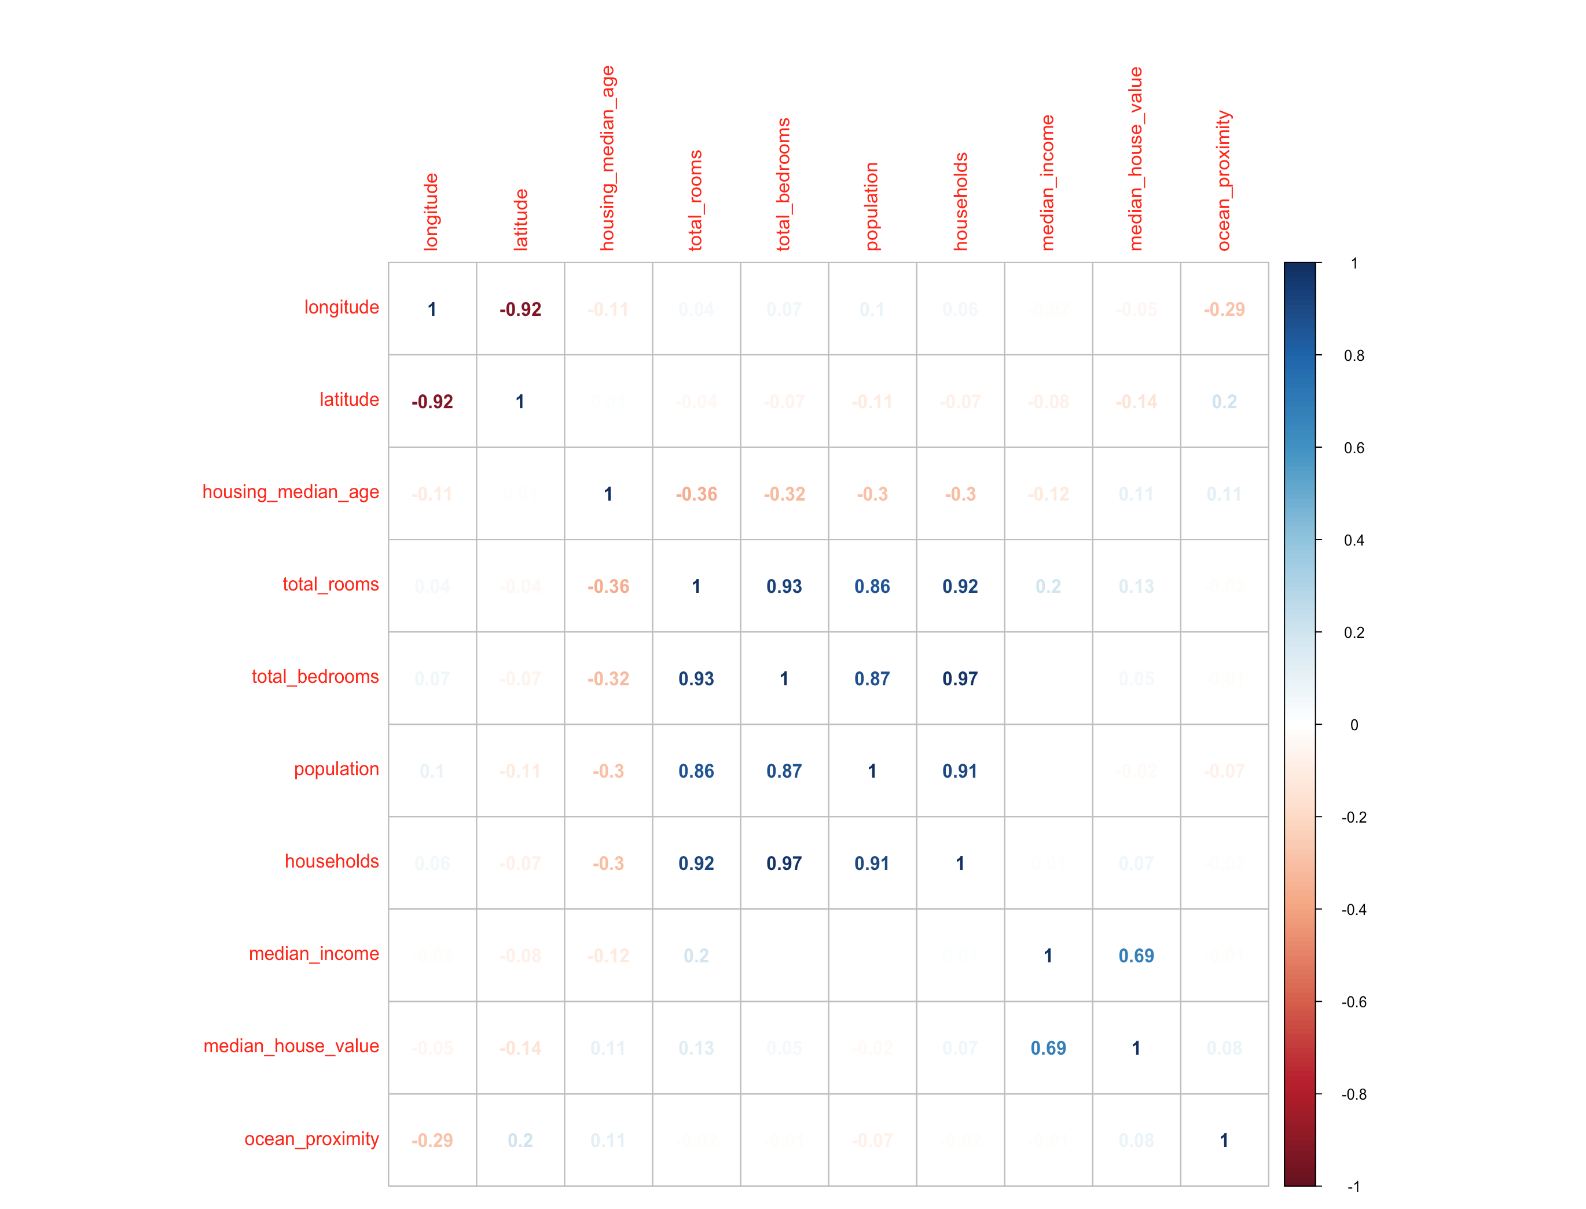 longitude
latitude
housing_median_age
total_rooms
total_bedrooms
population
households
median_income
median_house_value
ocean_proximity
longitude 1 -0.92 -0.11 0.04 0.07 0.1 0.06 -0.05 -0.29
latitude -0.92 1 -0.04 -0.07 -0.11 -0.07 -0.08 -0.14 0.2
housing_median_age -0.11 1 -0.36 -0.32 -0.3 -0.3 -0.12 0.11 0.11
total_rooms 0.04 -0.04 -0.36 1 0.93 0.86 0.92 0.2 0.13
total_bedrooms 0.07 -0.07 -0.32 0.93 1 0.87 0.97 0.05
population 0.1 -0.11 -0.3 0.86 0.87 1 0.91 -0.02 -0.07
households 0.06 -0.07 -0.3 0.92 0.97 0.91 1 0.07
median_income -0.08 -0.12 0.2 1 0.69
median_house_value -0.05 -0.14 0.11 0.13 0.05 -0.02 0.07 0.69 1 0.08
ocean_proximity -0.29 0.2 0.11 -0.07 0.08 1
1
0.8
0.6
0.4
0.2
0
-0.2
-0.4
-0.6
-0.8
-1